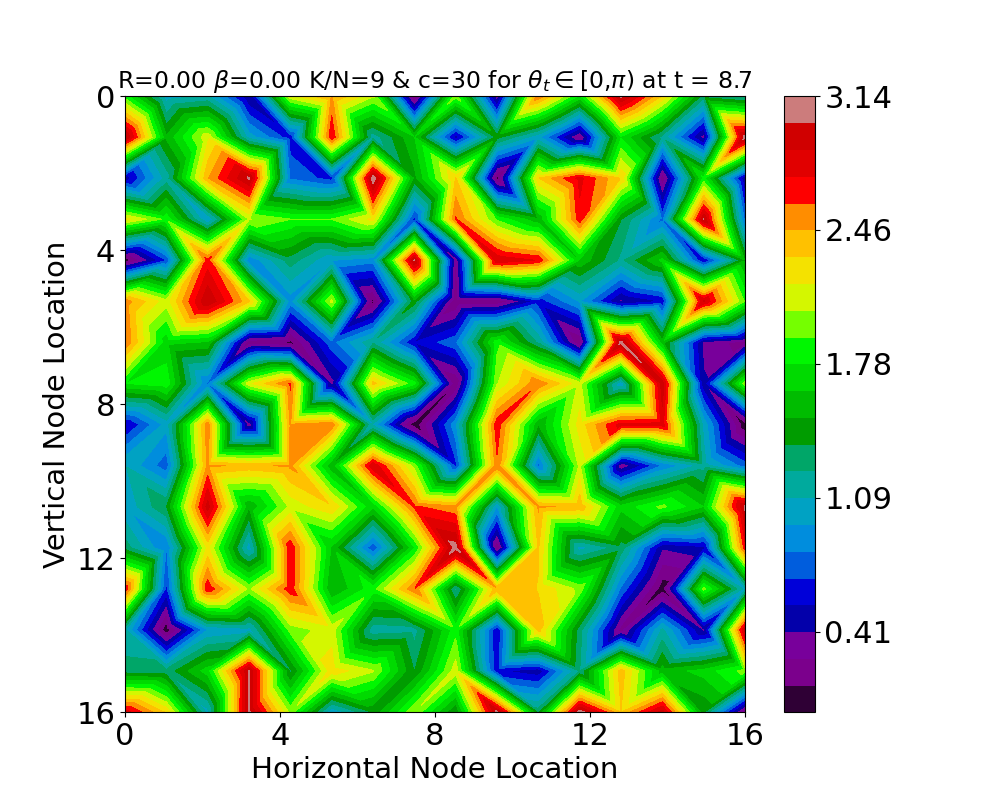 R=0.00 β=0.00 K/N=9 & c=30 for θₜ ∈ [0,π) at t = 8.7
0
4
8
12
16
Vertical Node Location
0 4 8 12 16
Horizontal Node Location
3.14
2.46
1.78
1.09
0.41